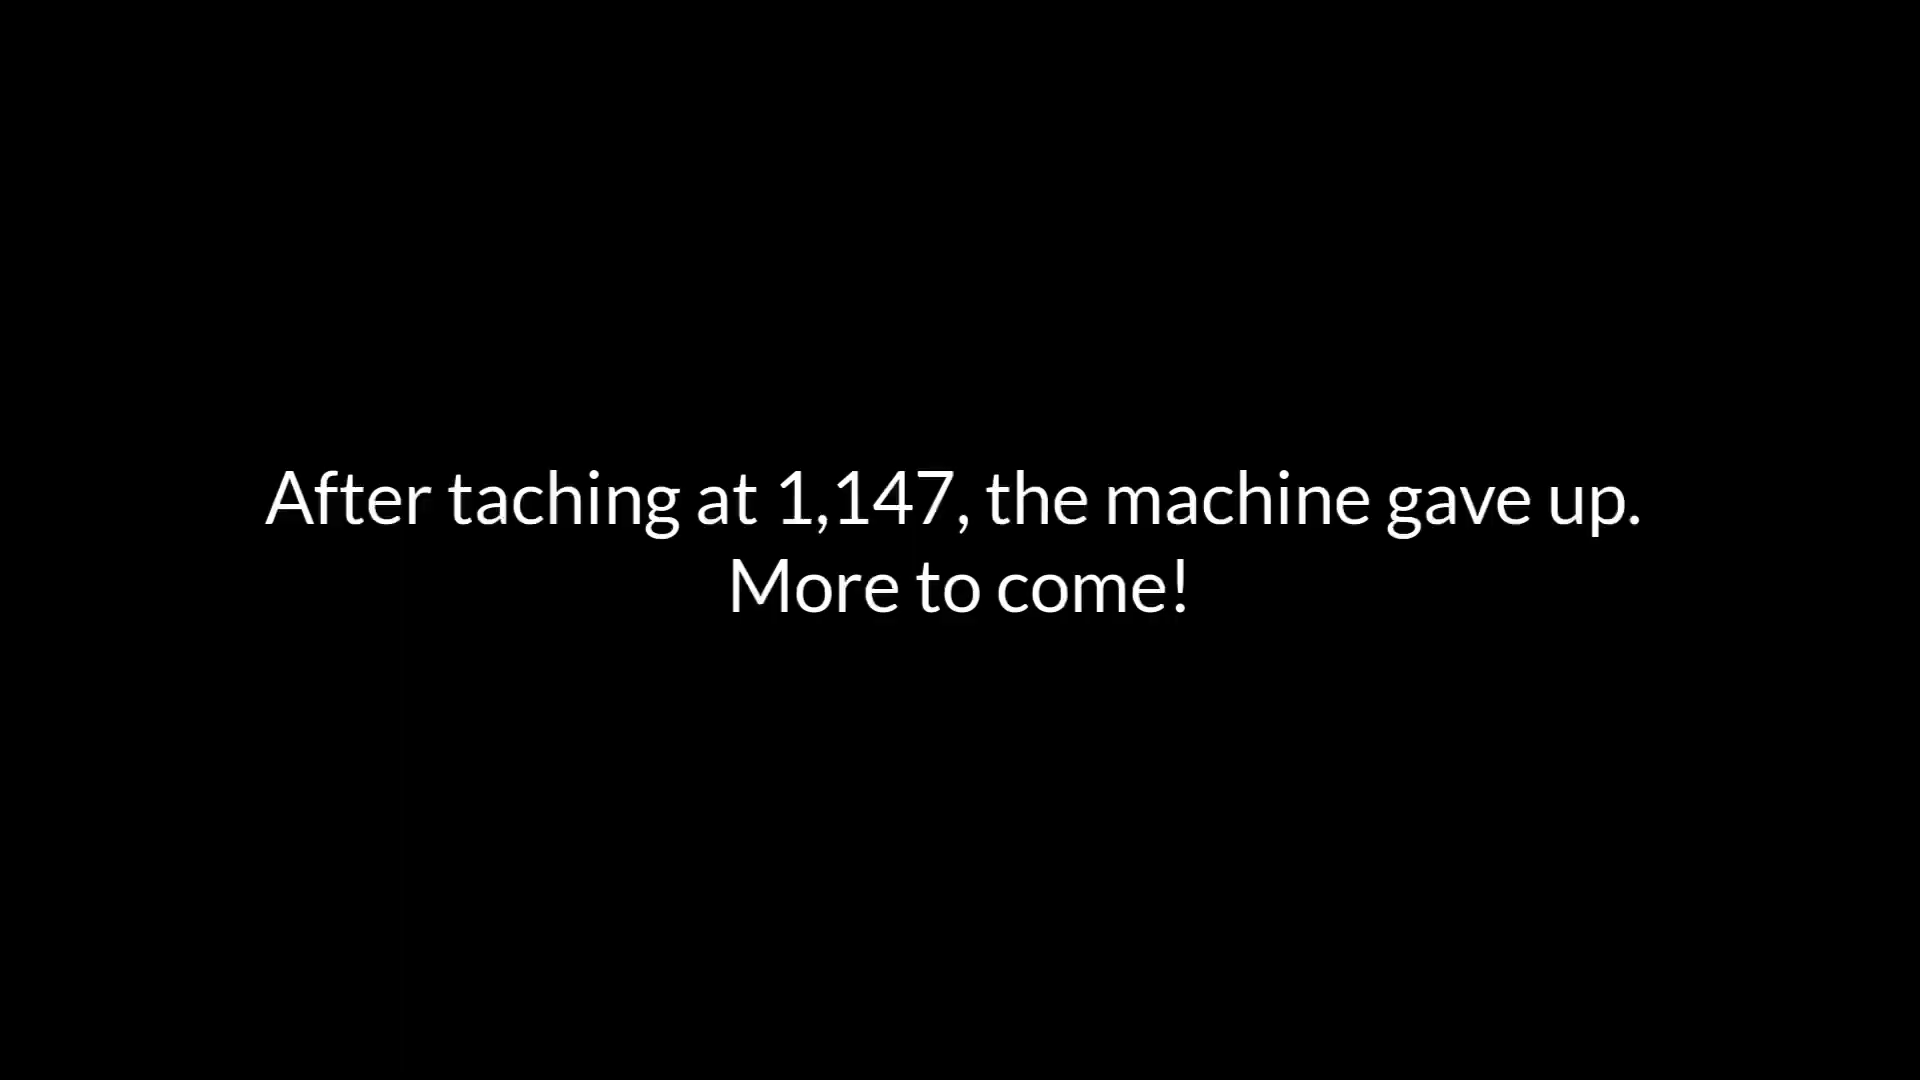 After taching at 1,147, the machine gave up.
More to come!